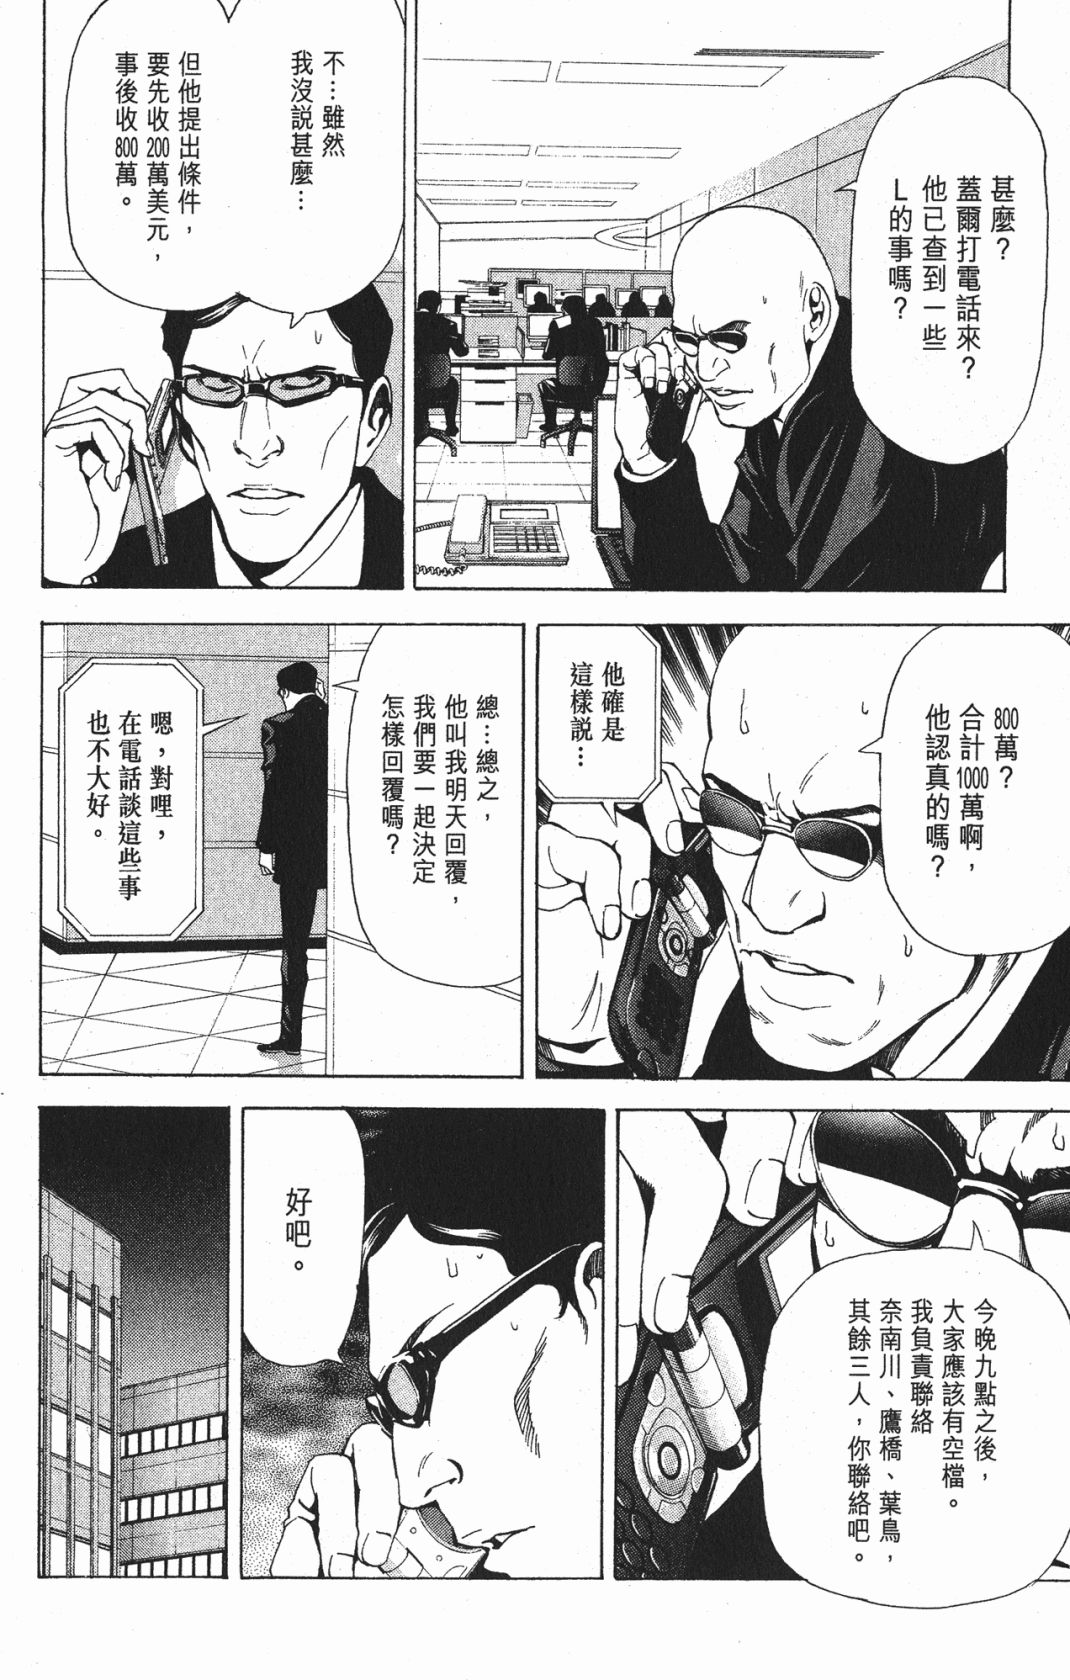 甚麼？
蓋爾打電話來？
他已查到一些
L的事嗎？
不…雖然
我沒説甚麼…
但他提出條件，
要先收200萬美元，
事後收800萬。
800萬？
合計1000萬啊，
他認真的嗎？
他確是
這樣説…
總…總之，
他叫我明天回覆，
我們要一起決定
怎樣回覆嗎？
嗯，對哩，
在電話談這些事
也不大好。
今晚九點之後，
大家應該有空檔。
我負責聯絡
奈南川、鷹橋、葉鳥，
其餘三人，你聯絡吧。
好吧。